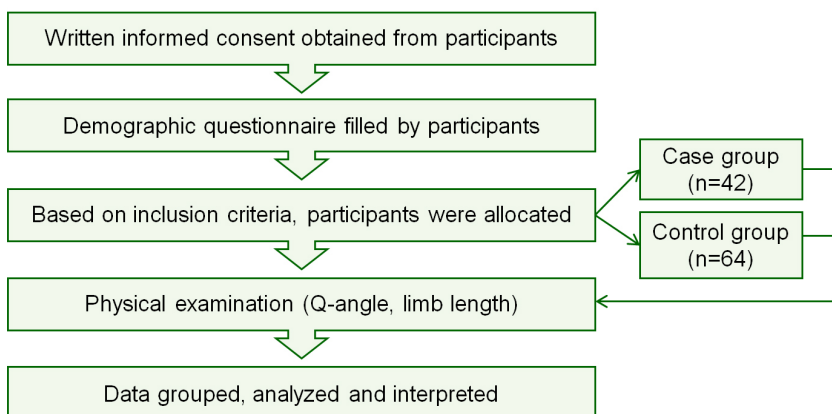 Written informed consent obtained from participants
Demographic questionnaire filled by participants
Based on inclusion criteria, participants were allocated
Case group
(n=42)
Control group
(n=64)
Physical examination (Q-angle, limb length)
Data grouped, analyzed and interpreted